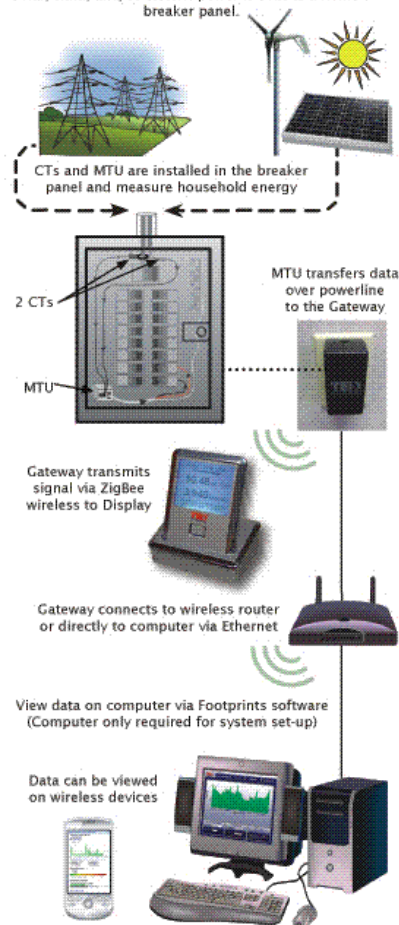 breaker panel.
CTs and MTU are installed in the breaker
panel and measure household energy
2 CTs
MTU transfers data
over powerline
to the Gateway
MTU
Gateway transmits
signal via ZigBee
wireless to Display
Gateway connects to wireless router
or directly to computer via Ethernet
View data on computer via Footprints software
(Computer only required for system set-up)
Data can be viewed
on wireless devices